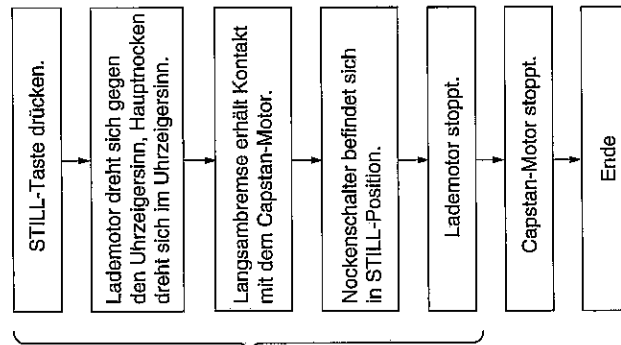 STILL-Taste drücken.
Lademotor dreht sich gegen
den Uhrzeigersinn, Hauptnocken
dreht sich im Uhrzeigersinn.
Langsambremse erhält Kontakt
mit dem Capstan-Motor.
Nockenschalter befindet sich
in STILL-Position.
Lademotor stoppt.
Capstan-Motor stoppt.
Ende